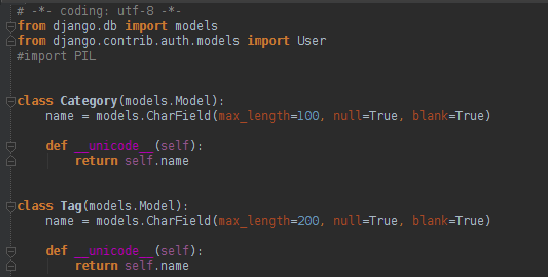 # -*- coding: utf-8 -*-
from django.db import models
from django.contrib.auth.models import User
#import PIL
class Category(models.Model):
    name = models.CharField(max_length=100, null=True, blank=True)
    def __unicode__(self):
        return self.name
class Tag(models.Model):
    name = models.CharField(max_length=200, null=True, blank=True)
    def __unicode__(self):
        return self.name